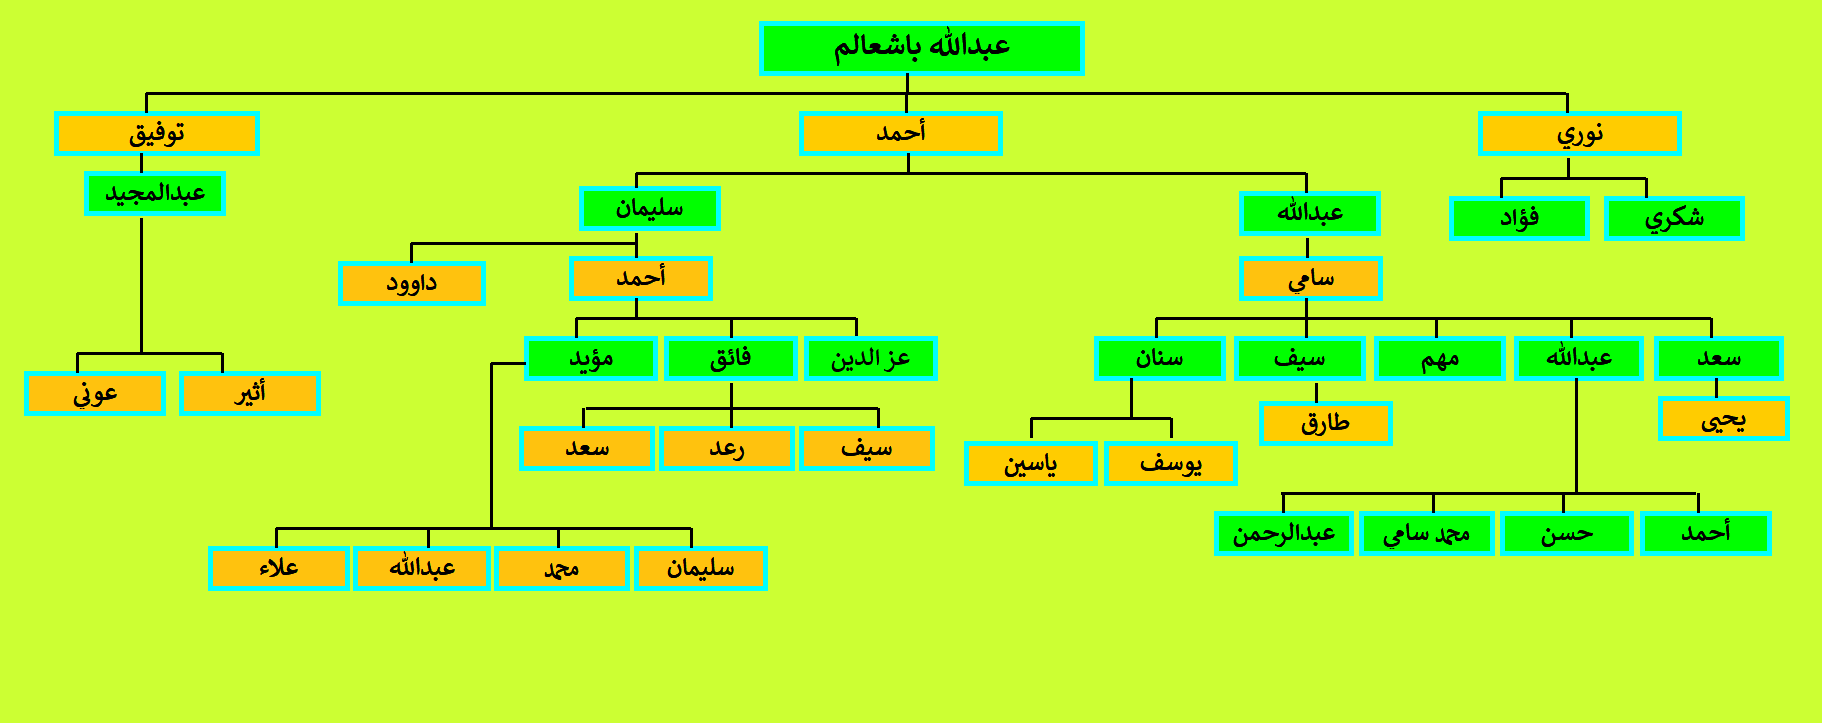 عبدالله باشعالم
نوري
أحمد
توفيق
شكري
فؤاد
عبدالله
سليمان
عبدالمجيد
سامي
أحمد
داوود
سعد
عبدالله
مهم
سيف
سنان
عز الدين
فائق
مؤيد
أثير
عوني
يحيى
طارق
يوسف
ياسين
سيف
رعد
سعد
أحمد
حسن
محمد سامي
عبدالرحمن
سليمان
محمد
عبدالله
علاء